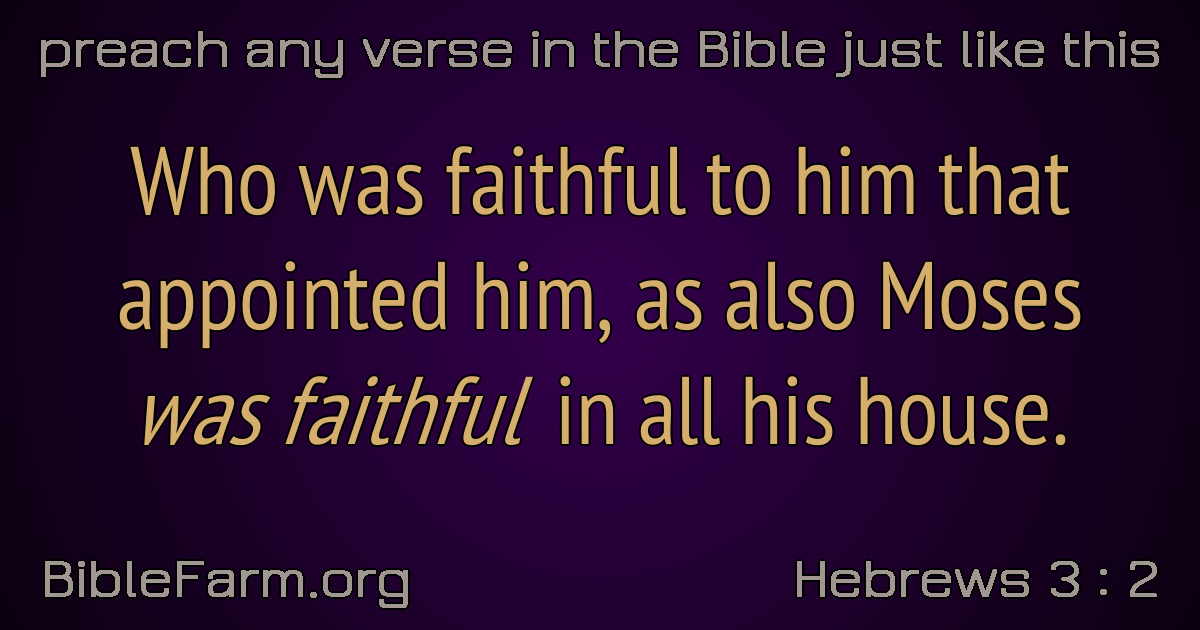 preach any verse in the Bible just like this
Who was faithful to him that
appointed him, as also Moses
was faithful in all his house.
BibleFarm.org
Hebrews 3 : 2